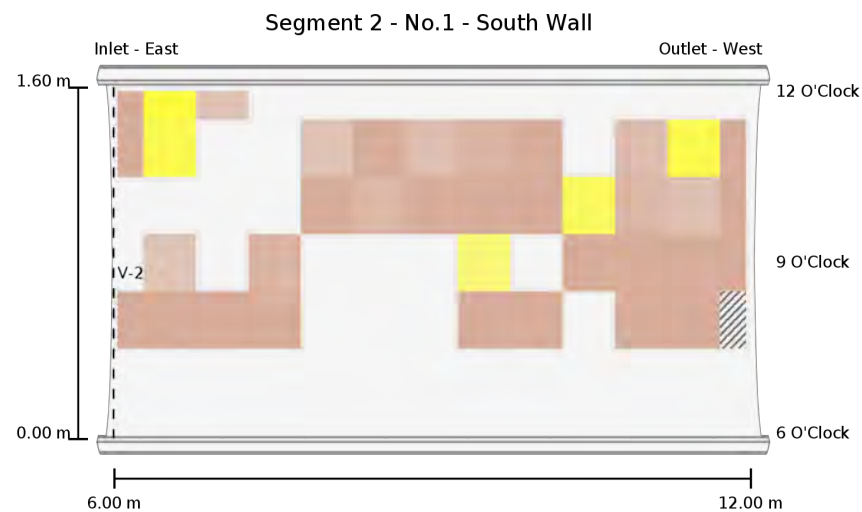 Segment 2 - No.1 - South Wall
Inlet - East
Outlet - West
1.60 m
12 O'Clock
V-2
9 O'Clock
0.00 m
6 O'Clock
6.00 m
12.00 m